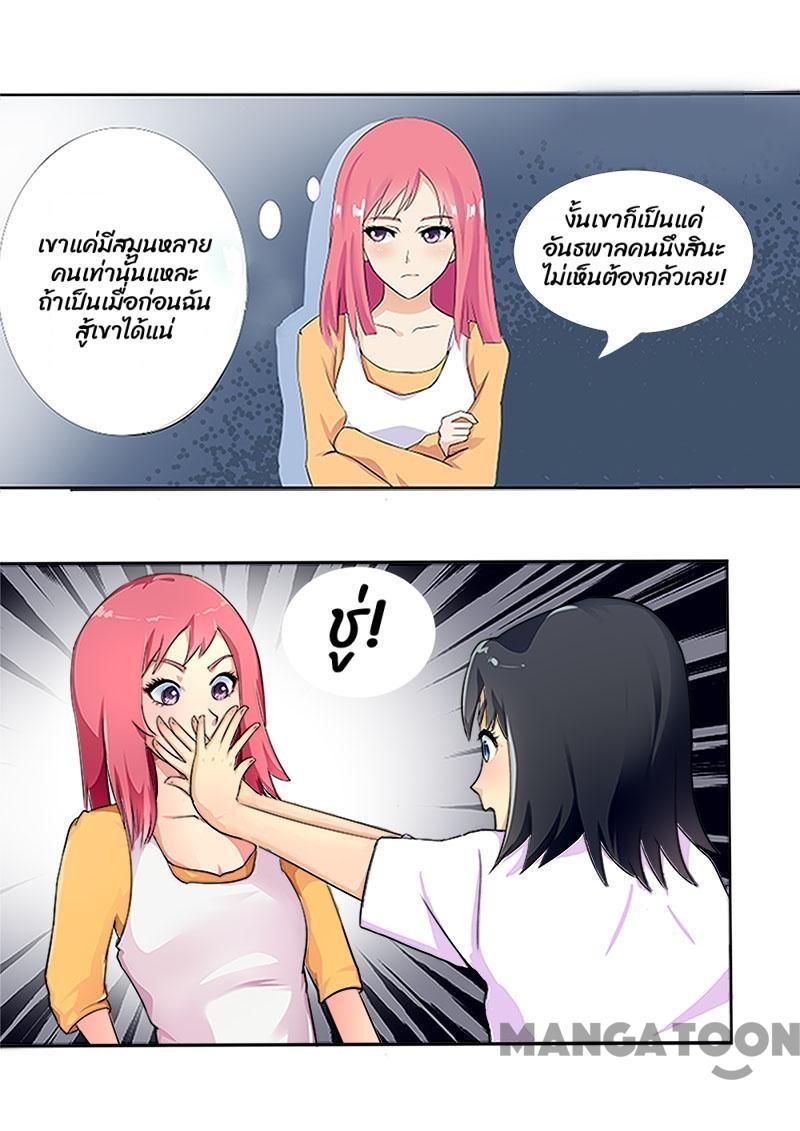 เขาแค่มีสมุนหลาย
คนเท่านั้นแหละ
ถ้าเป็นเมื่อก่อนฉัน
สู้เขาได้แน่
งั้นเขาก็เป็นแค่
อันธพาลคนนึงสินะ
ไม่เห็นต้องกลัวเลย!
ชู่!
MANGATOON